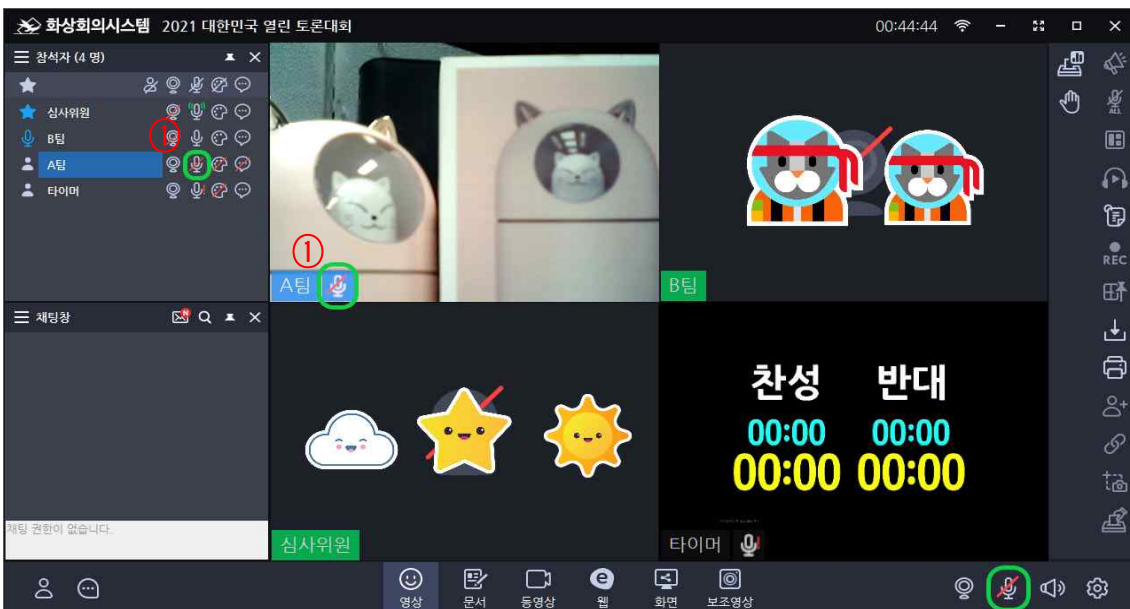 화상회의시스템 2021 대한민국 열린 토론대회
00:44:44
참석자 (4 명)
심사위원
B팀
①
A팀
타이머
ALL
REC
①
A팀
B팀
채팅창
N
찬성 반대
00:00 00:00
00:00 00:00
채팅 권한이 없습니다.
심사위원
타이머
영상 문서 동영상 웹 화면 보조영상